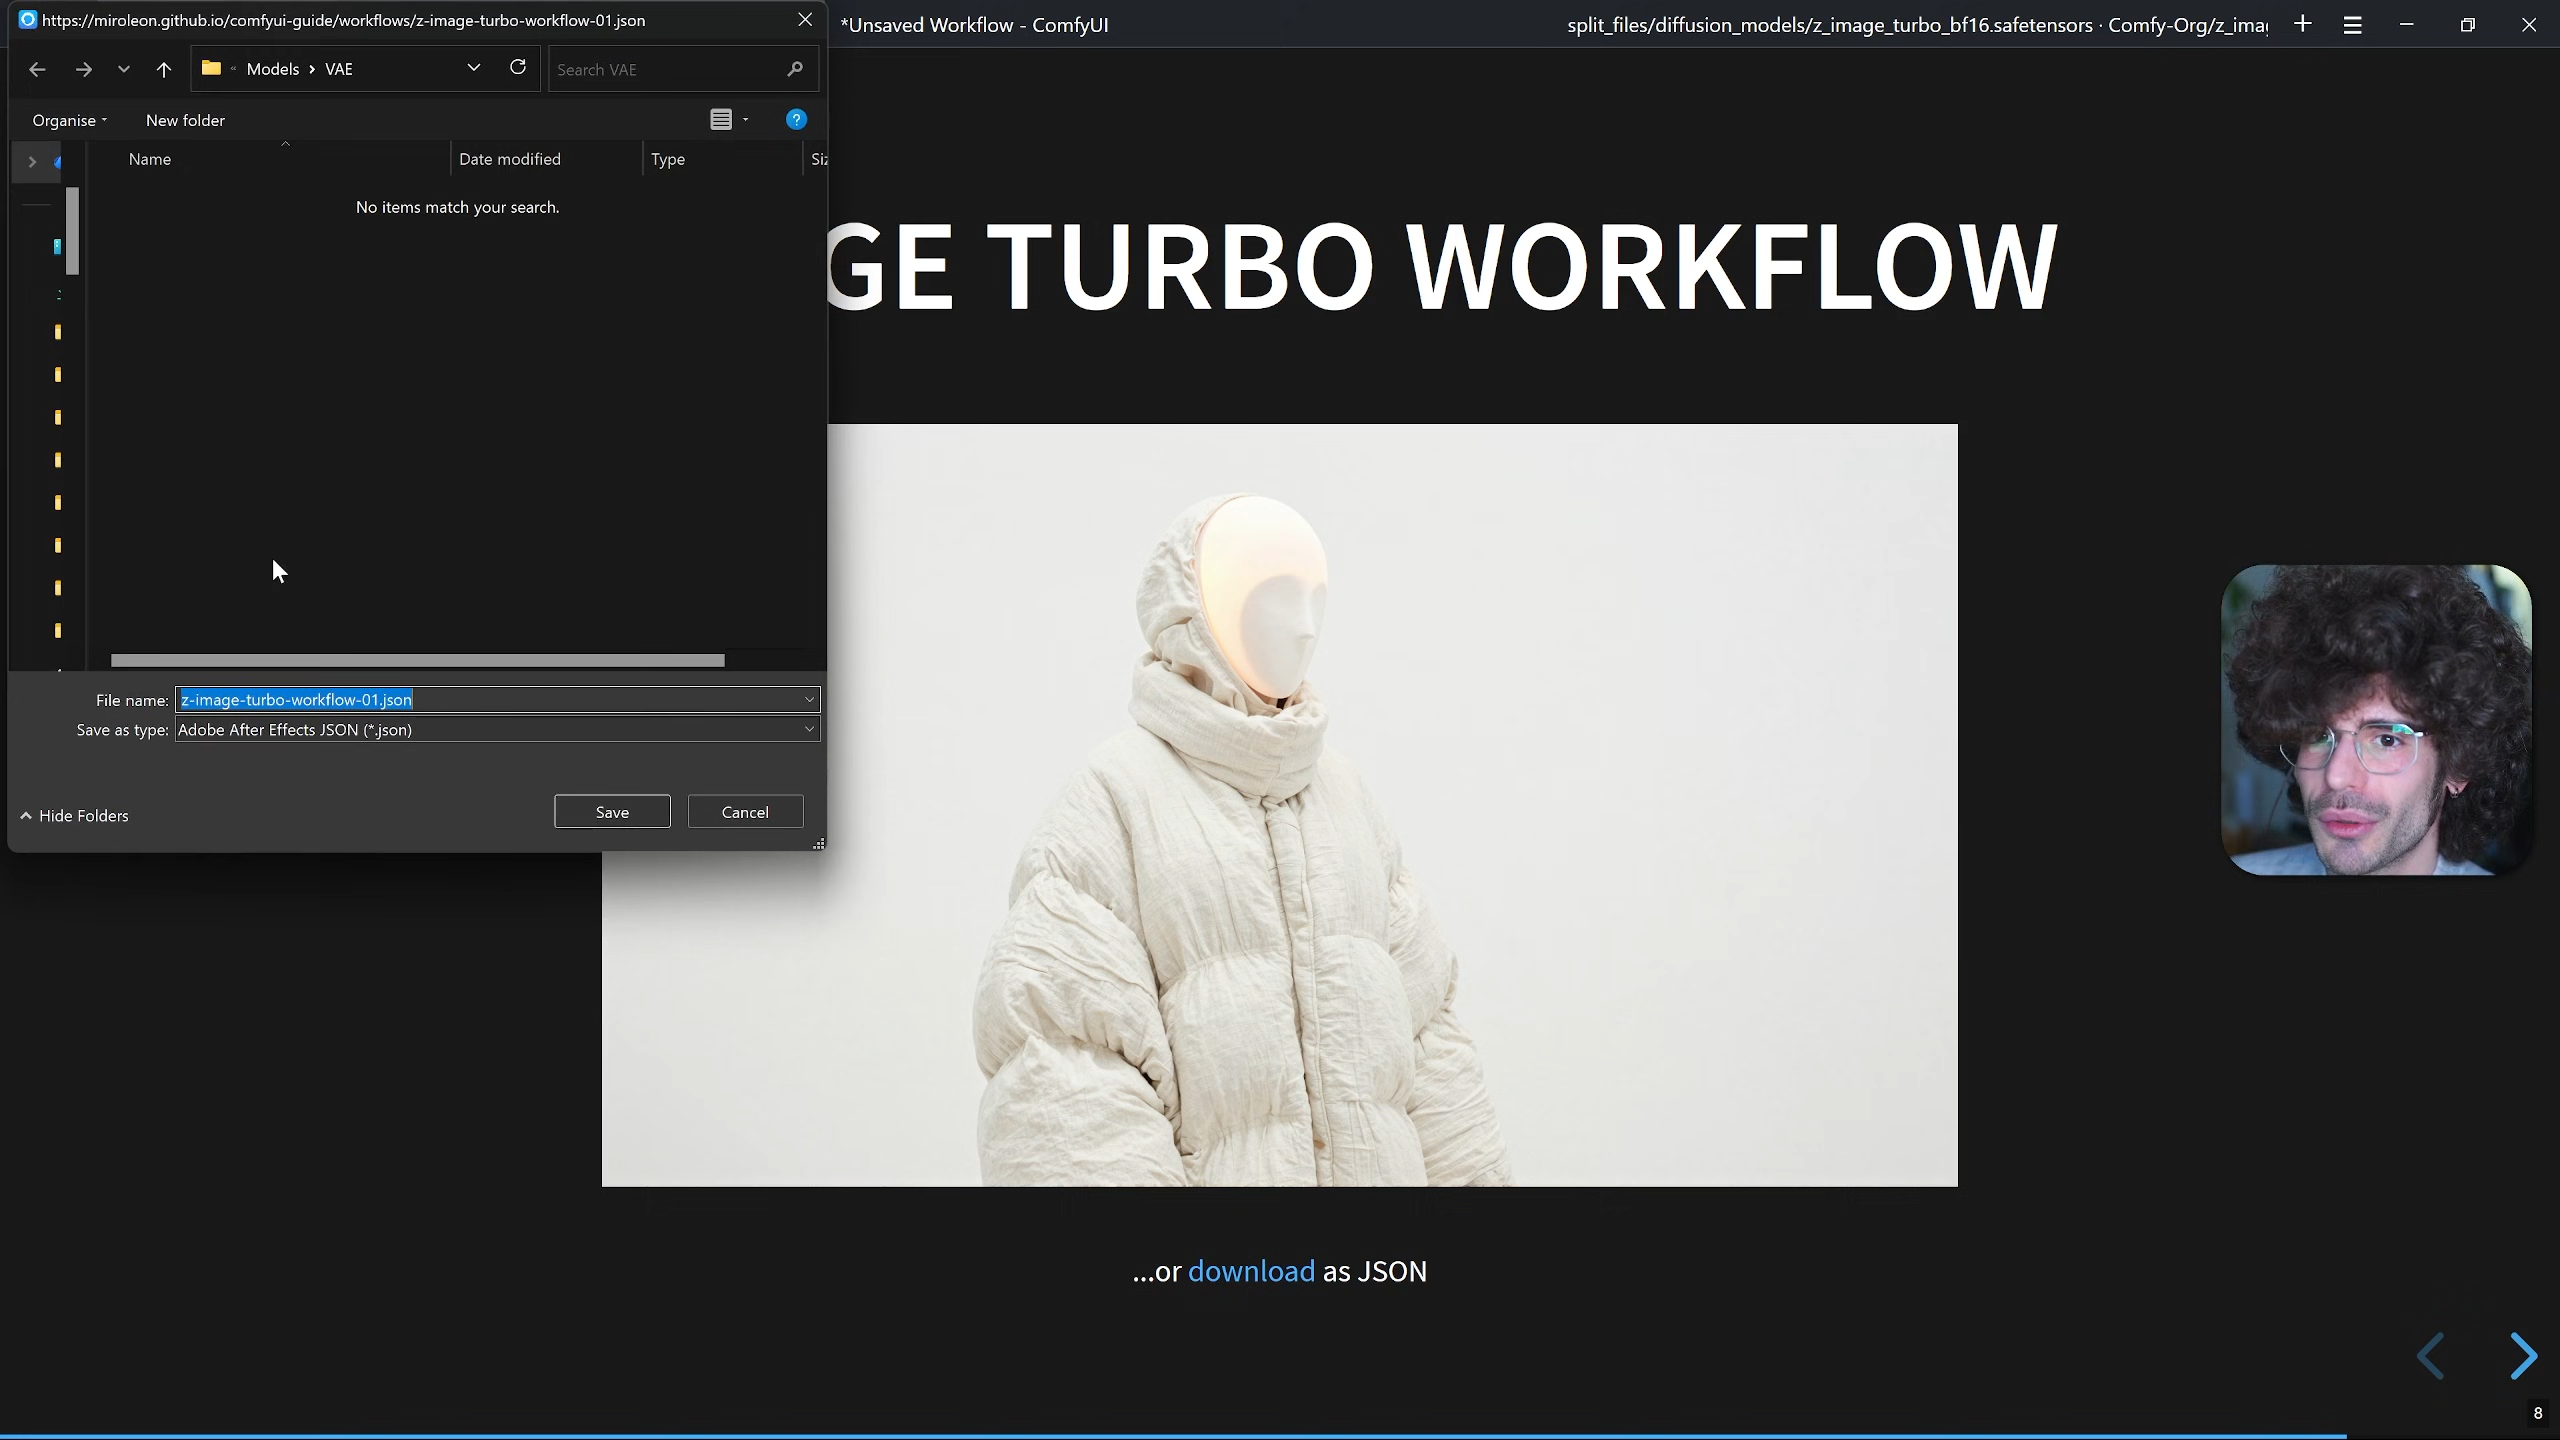 https://miroleon.github.io/comfyui-guide/workflows/z-image-turbo-workflow-01.json
*Unsaved Workflow - ComfyUI
split_files/diffusion_models/z_image_turbo_bf16.safetensors · Comfy-Org/z_imag
« Models › VAE
Search VAE
Organise
New folder
?
Name
Date modified
Type
Siz
No items match your search.
GE TURBO WORKFLOW
File name: z-image-turbo-workflow-01.json
Save as type: Adobe After Effects JSON (*.json)
Hide Folders
Save
Cancel
...or download as JSON
8